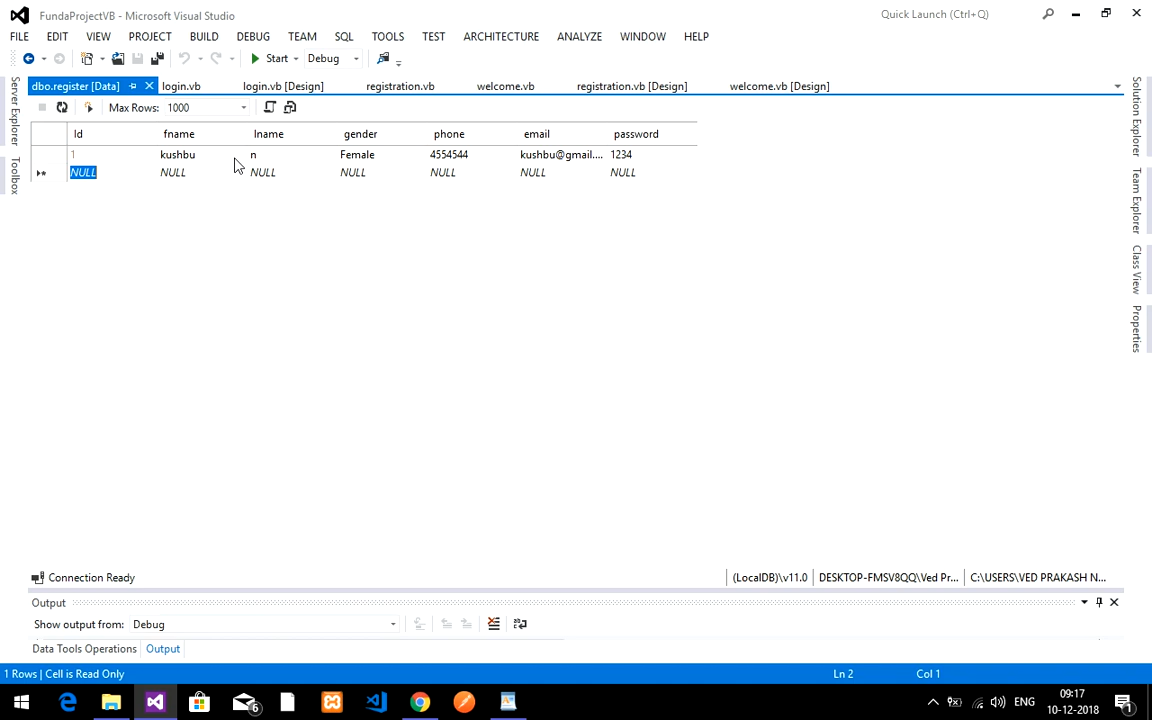 FundaProjectVB - Microsoft Visual Studio
Quick Launch (Ctrl+Q)
FILE EDIT VIEW PROJECT BUILD DEBUG TEAM SQL TOOLS TEST ARCHITECTURE ANALYZE WINDOW HELP
Start Debug
dbo.register [Data] login.vb login.vb [Design] registration.vb welcome.vb registration.vb [Design] welcome.vb [Design]
Max Rows: 1000
Id fname lname gender phone email password
1 kushbu n Female 4554544 kushbu@gmail.... 1234
NULL NULL NULL NULL NULL NULL NULL
Server Explorer
Toolbox
Solution Explorer
Team Explorer
Class View
Properties
Connection Ready
(LocalDB)\v11.0 DESKTOP-FMSV8QQ\Ved Pr... C:\USERS\VED PRAKASH N...
Output
Show output from: Debug
Data Tools Operations Output
1 Rows | Cell is Read Only Ln 2 Col 1
6
ENG
09:17
10-12-2018
1